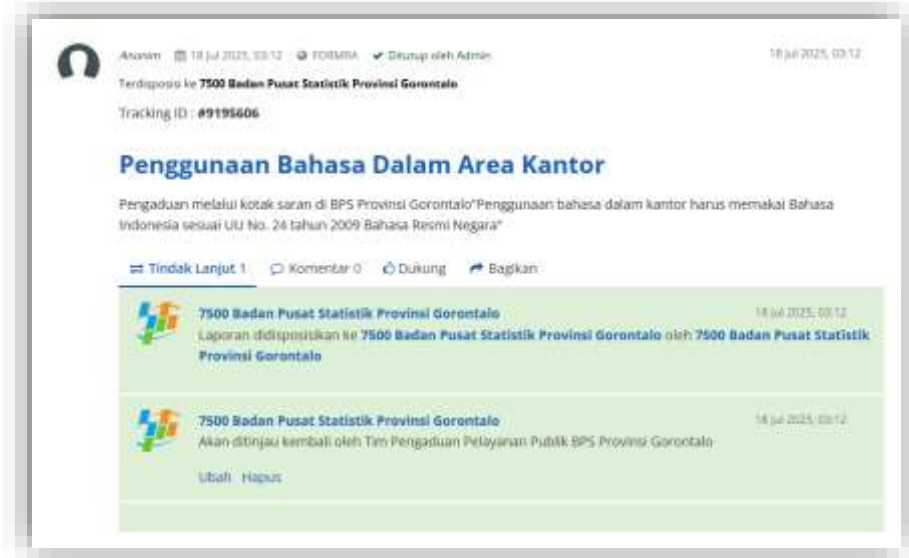 Anonim 18 Jul 2025, 03:12 FORMRA Ditutup oleh Admin
18 Jul 2025, 03:12
Terdisposisi ke 7500 Badan Pusat Statistik Provinsi Gorontalo
Tracking ID : #9195606
Penggunaan Bahasa Dalam Area Kantor
Pengaduan melalui kotak saran di BPS Provinsi Gorontalo"Penggunaan bahasa dalam kantor harus memakai Bahasa
Indonesia sesuai UU No. 24 tahun 2009 Bahasa Resmi Negara"
Tindak Lanjut 1 Komentar 0 Dukung Bagikan
7500 Badan Pusat Statistik Provinsi Gorontalo
18 Jul 2025, 03:12
Laporan didisposisikan ke 7500 Badan Pusat Statistik Provinsi Gorontalo oleh 7500 Badan Pusat Statistik
Provinsi Gorontalo
7500 Badan Pusat Statistik Provinsi Gorontalo
18 Jul 2025, 03:12
Akan ditinjau kembali oleh Tim Pengaduan Pelayanan Publik BPS Provinsi Gorontalo
Ubah Hapus